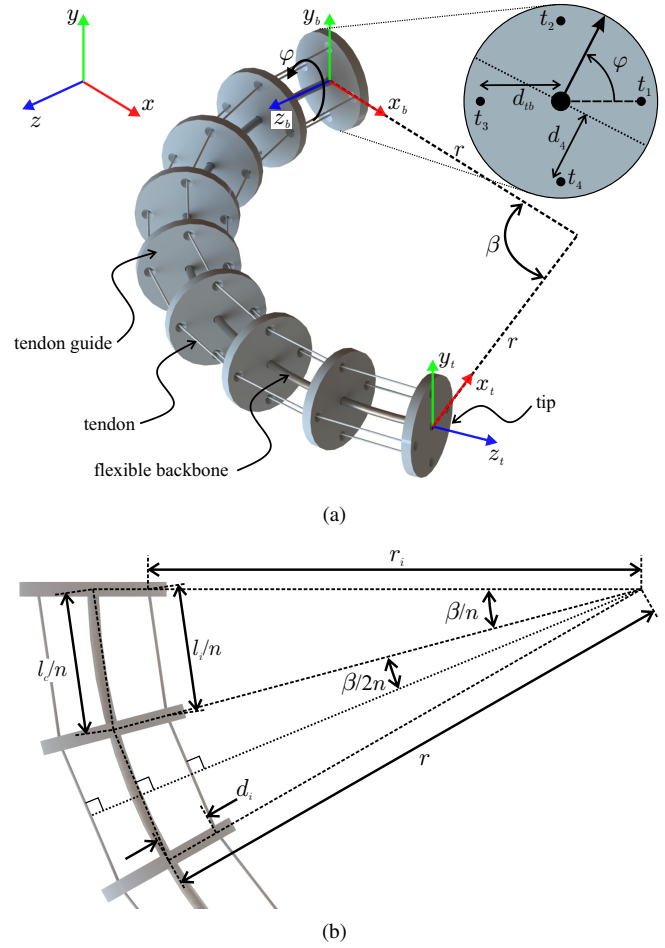 y
z
x
y_b
φ
z_b
x_b
t_2
φ
t_1
d_tb
t_3
d_4
t_4
r
β
r
tendon guide
tendon
flexible backbone
y_t
x_t
tip
z_t
(a)
r_i
β/n
l_c/n
l_i/n
β/2n
r
d_i
(b)